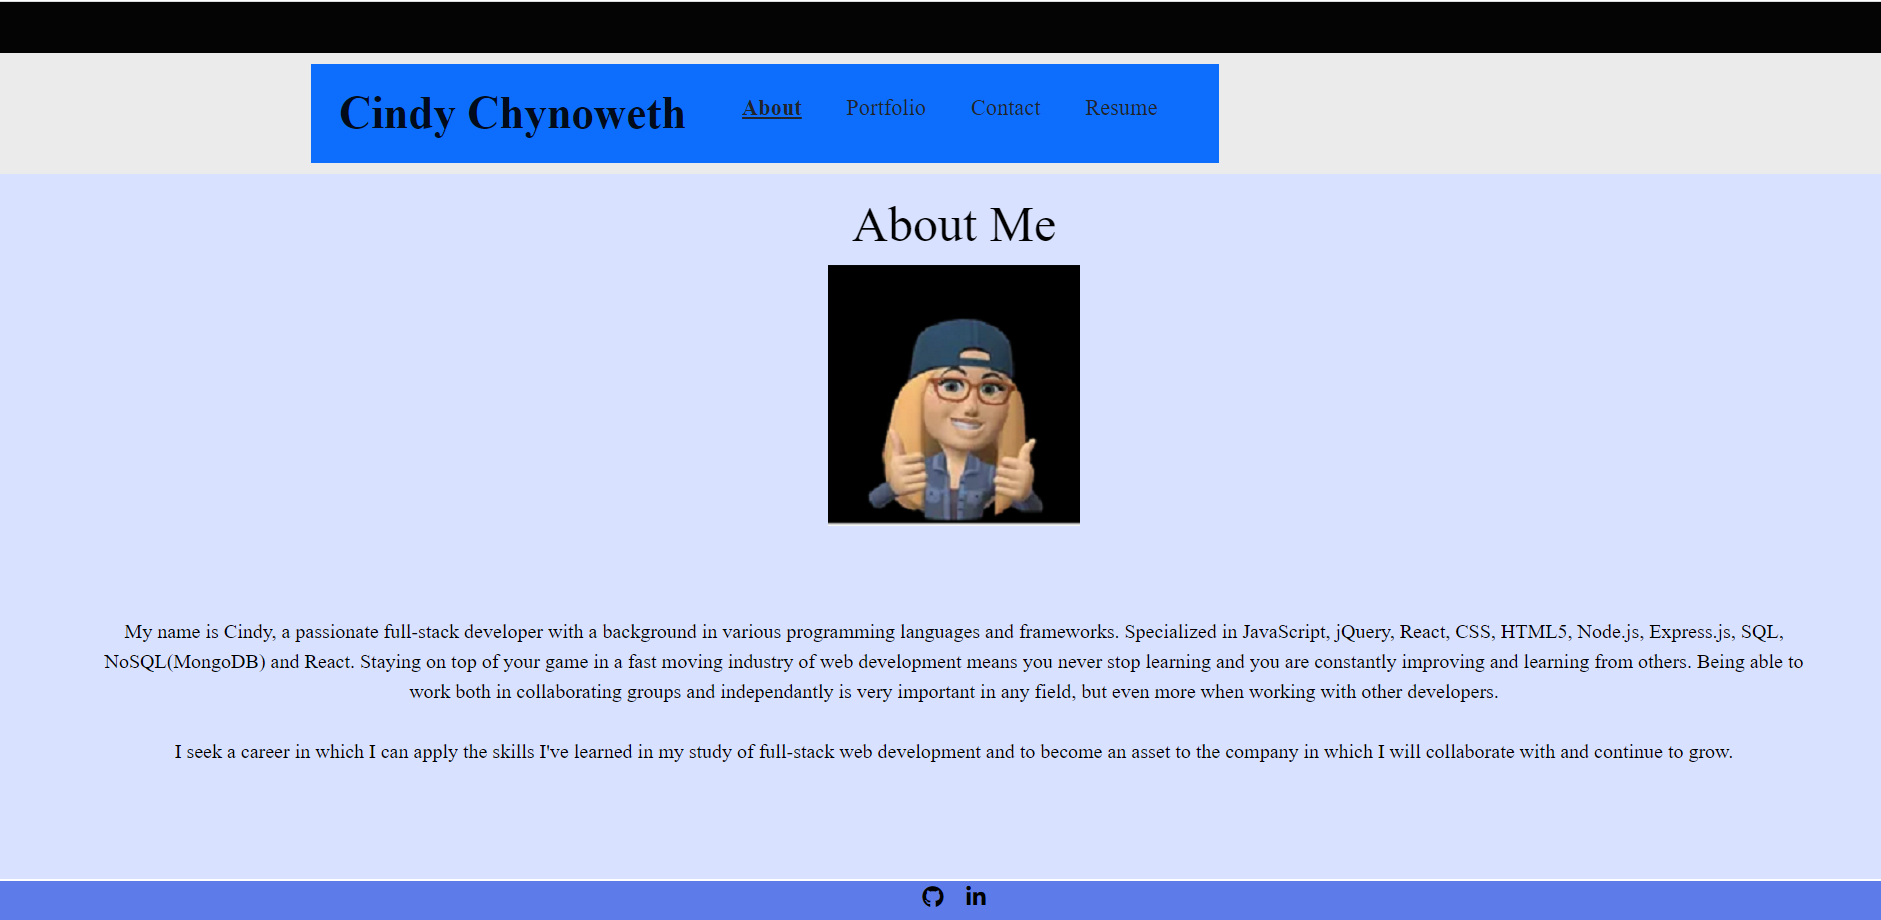 Cindy Chynoweth About Portfolio Contact Resume
About Me
My name is Cindy, a passionate full-stack developer with a background in various programming languages and frameworks. Specialized in JavaScript, jQuery, React, CSS, HTML5, Node.js, Express.js, SQL,
NoSQL(MongoDB) and React. Staying on top of your game in a fast moving industry of web development means you never stop learning and you are constantly improving and learning from others. Being able to
work both in collaborating groups and independantly is very important in any field, but even more when working with other developers.
I seek a career in which I can apply the skills I've learned in my study of full-stack web development and to become an asset to the company in which I will collaborate with and continue to grow.
in